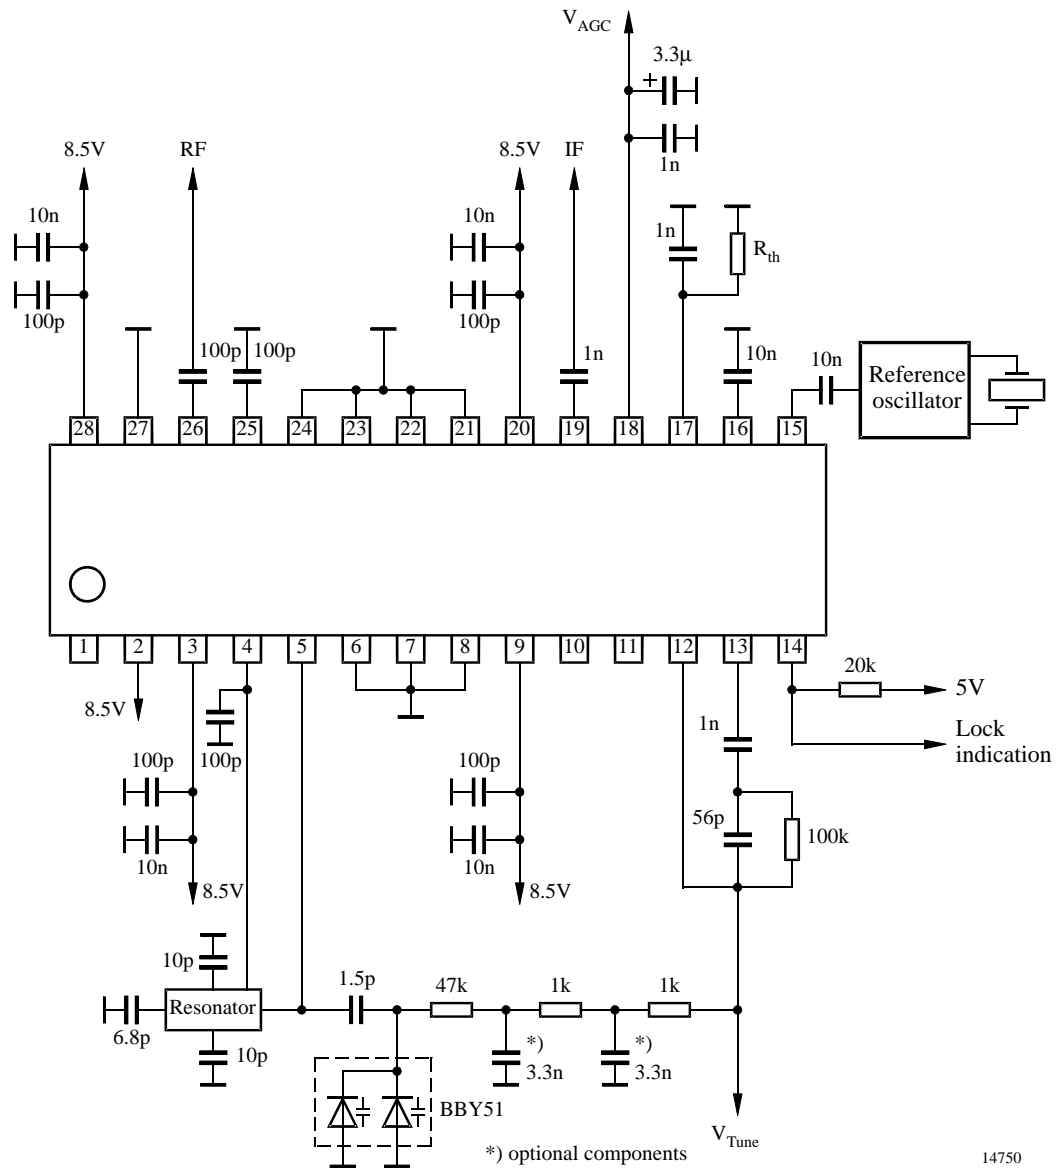 V_AGC
3.3μ
+
1n
8.5V
RF
8.5V
IF
10n
100p
10n
100p
1n
R_th
100p
100p
1n
10n
10n
Reference
oscillator
28 27 26 25 24 23 22 21 20 19 18 17 16 15
1 2 3 4 5 6 7 8 9 10 11 12 13 14
8.5V
100p
20k
5V
Lock
indication
1n
100p
10n
8.5V
100p
10n
8.5V
56p
100k
10p
6.8p
Resonator
10p
1.5p
47k
1k
1k
*)
3.3n
*)
3.3n
BBY51
V_Tune
*) optional components
14750